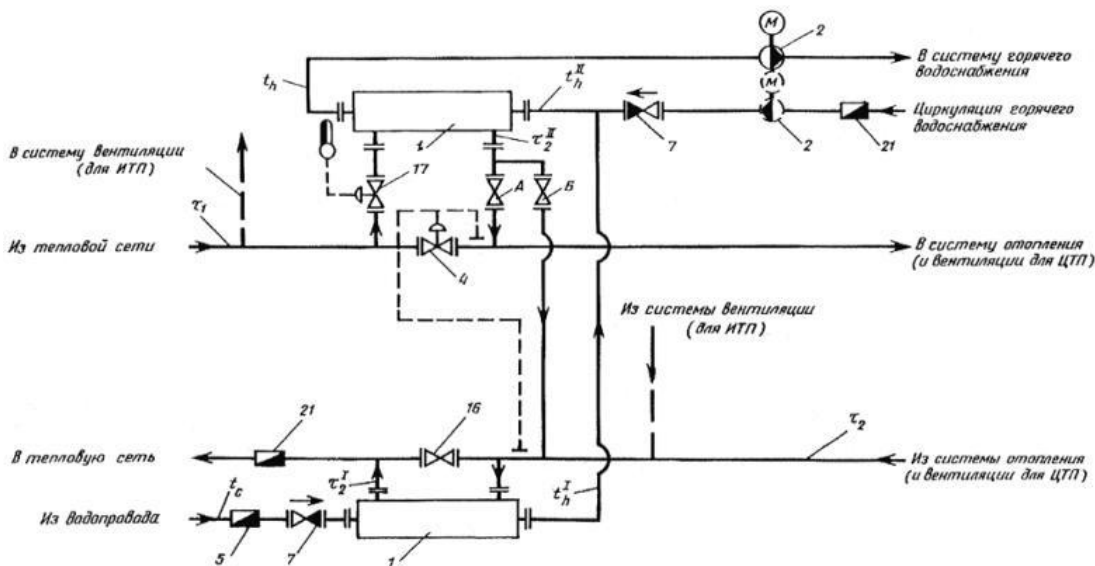 М
2
В систему горячего
водоснабжения
t_h
t_h^II
М
Циркуляция горячего
водоснабжения
1
7
2
21
τ_2^II
В систему вентиляции
(для ИТП)
17
А
Б
τ_1
Из тепловой сети
В систему отопления
(и вентиляции для ЦТП)
4
Из системы вентиляции
(для ИТП)
21
16
τ_2
В тепловую сеть
Из системы отопления
(и вентиляции для ЦТП)
τ_2^I
t_h^I
t_c
Из водопровода
5
7
1